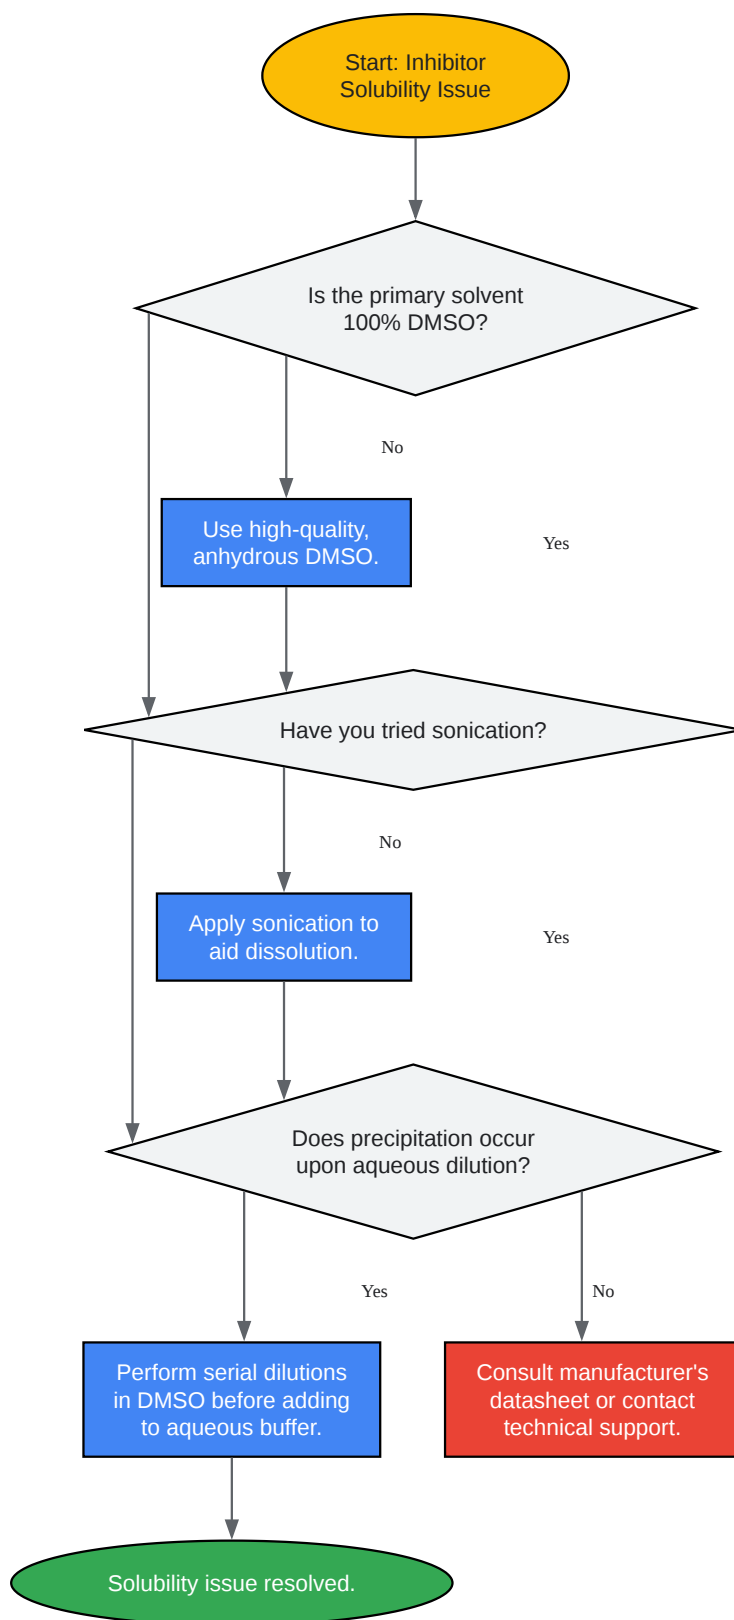 Start: Inhibitor
Solubility Issue
Is the primary solvent
100% DMSO?
No
Use high-quality,
anhydrous DMSO.
Yes
Have you tried sonication?
No
Apply sonication to
aid dissolution.
Yes
Does precipitation occur
upon aqueous dilution?
Yes
No
Perform serial dilutions
in DMSO before adding
to aqueous buffer.
Consult manufacturer's
datasheet or contact
technical support.
Solubility issue resolved.